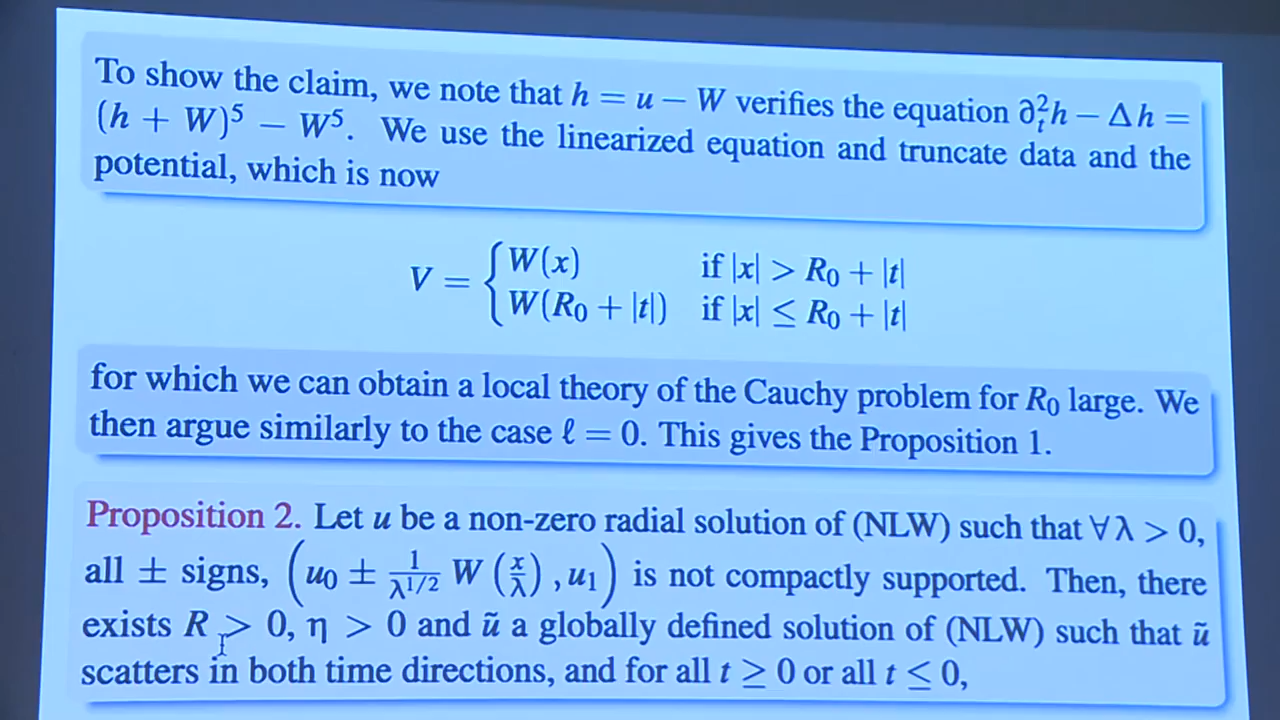 To show the claim, we note that h = u − W verifies the equation ∂ₜ²h − Δh =
(h + W)⁵ − W⁵. We use the linearized equation and truncate data and the
potential, which is now
V = { W(x) if |x| > R₀ + |t|
W(R₀ + |t|) if |x| ≤ R₀ + |t|
for which we can obtain a local theory of the Cauchy problem for R₀ large. We
then argue similarly to the case ℓ = 0. This gives the Proposition 1.
Proposition 2. Let u be a non-zero radial solution of (NLW) such that ∀λ > 0,
all ± signs, (u₀ ± 1/λ^{1/2} W (x/λ), u₁) is not compactly supported. Then, there
exists R > 0, η > 0 and ũ a globally defined solution of (NLW) such that ũ
scatters in both time directions, and for all t ≥ 0 or all t ≤ 0,